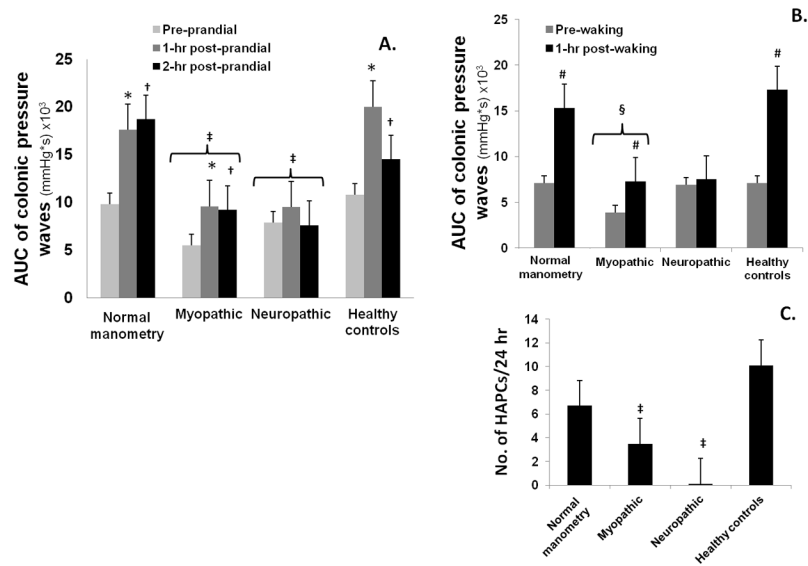 A.
Pre-prandial
1-hr post-prandial
2-hr post-prandial
AUC of colonic pressure
waves (mmHg*s) x10³
25
20
15
10
5
0
* †
‡
* †
‡
* †
Normal
manometry
Myopathic
Neuropathic
Healthy
controls
B.
Pre-waking
1-hr post-waking
AUC of colonic pressure
waves (mmHg*s) x10³
25
20
15
10
5
0
#
§
#
#
Normal
manometry
Myopathic
Neuropathic
Healthy
controls
C.
No. of HAPCs/24 hr
14
12
10
8
6
4
2
0
‡
‡
Normal
manometry
Myopathic
Neuropathic
Healthy controls